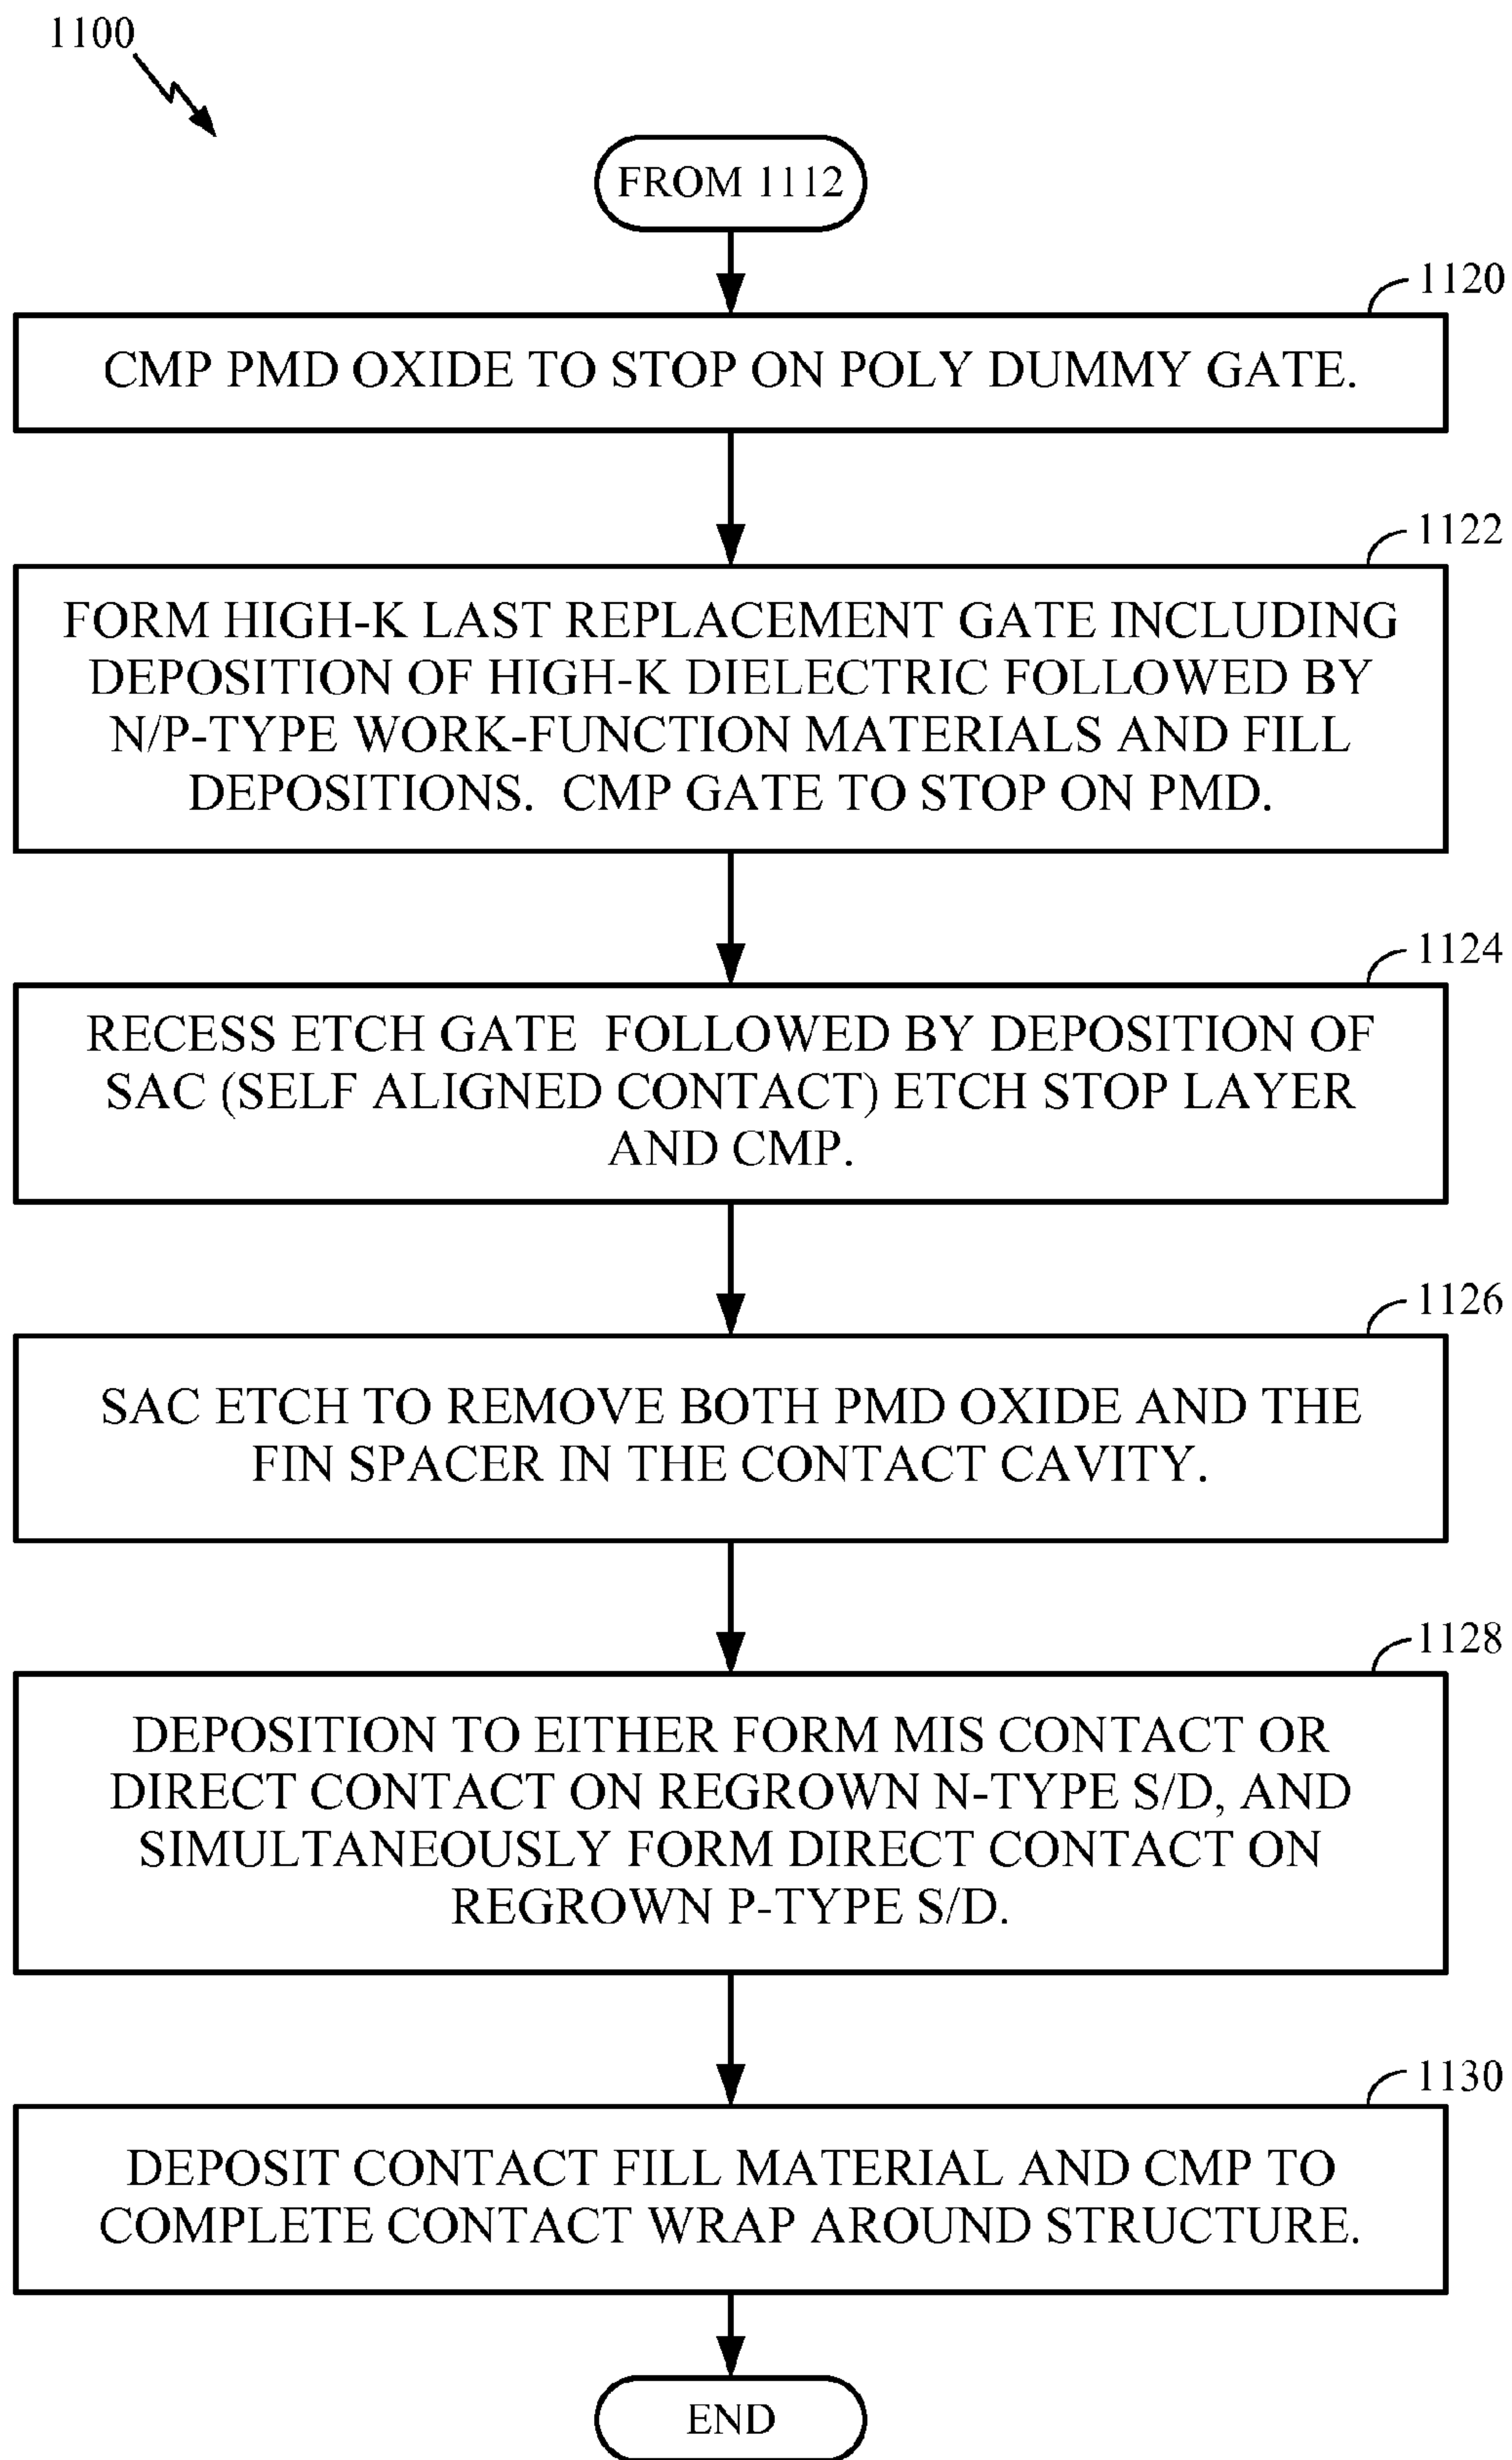 1100
FROM 1112
1120
CMP PMD OXIDE TO STOP ON POLY DUMMY GATE.
1122
FORM HIGH-K LAST REPLACEMENT GATE INCLUDING
DEPOSITION OF HIGH-K DIELECTRIC FOLLOWED BY
N/P-TYPE WORK-FUNCTION MATERIALS AND FILL
DEPOSITIONS. CMP GATE TO STOP ON PMD.
1124
RECESS ETCH GATE FOLLOWED BY DEPOSITION OF
SAC (SELF ALIGNED CONTACT) ETCH STOP LAYER
AND CMP.
1126
SAC ETCH TO REMOVE BOTH PMD OXIDE AND THE
FIN SPACER IN THE CONTACT CAVITY.
1128
DEPOSITION TO EITHER FORM MIS CONTACT OR
DIRECT CONTACT ON REGROWN N-TYPE S/D, AND
SIMULTANEOUSLY FORM DIRECT CONTACT ON
REGROWN P-TYPE S/D.
1130
DEPOSIT CONTACT FILL MATERIAL AND CMP TO
COMPLETE CONTACT WRAP AROUND STRUCTURE.
END